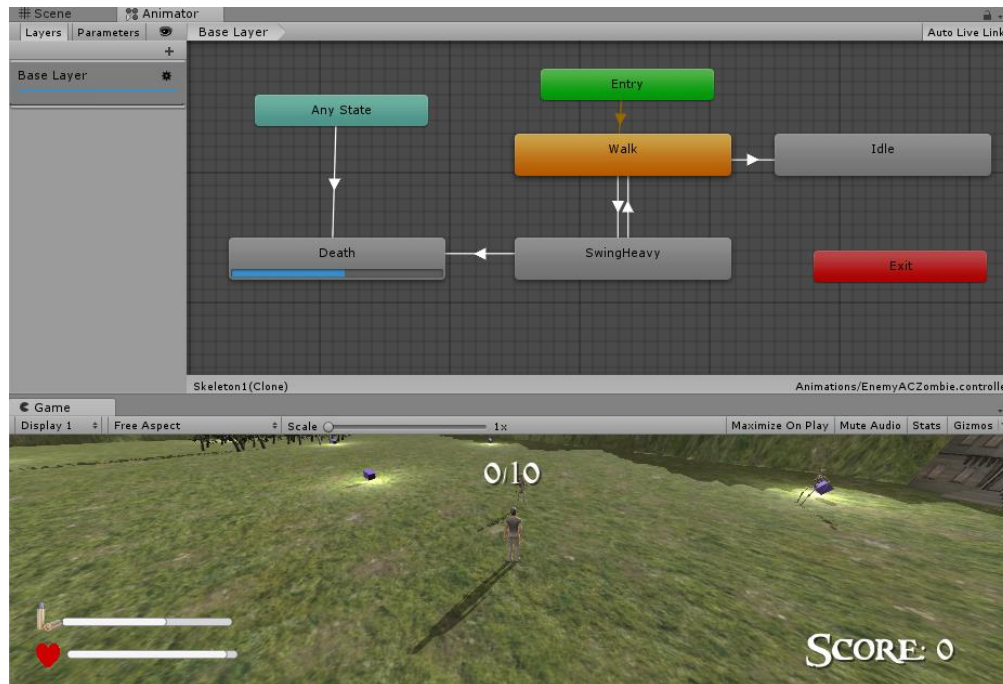 Scene
Animator
Layers Parameters
Base Layer
Auto Live Link
Base Layer
Entry
Any State
Walk
Idle
Death
SwingHeavy
Exit
Skeleton1(Clone)
Animations/EnemyACZombie.controlle
Game
Display 1
Free Aspect
Scale
1x
Maximize On Play
Mute Audio
Stats
Gizmos
0/10
SCORE: 0